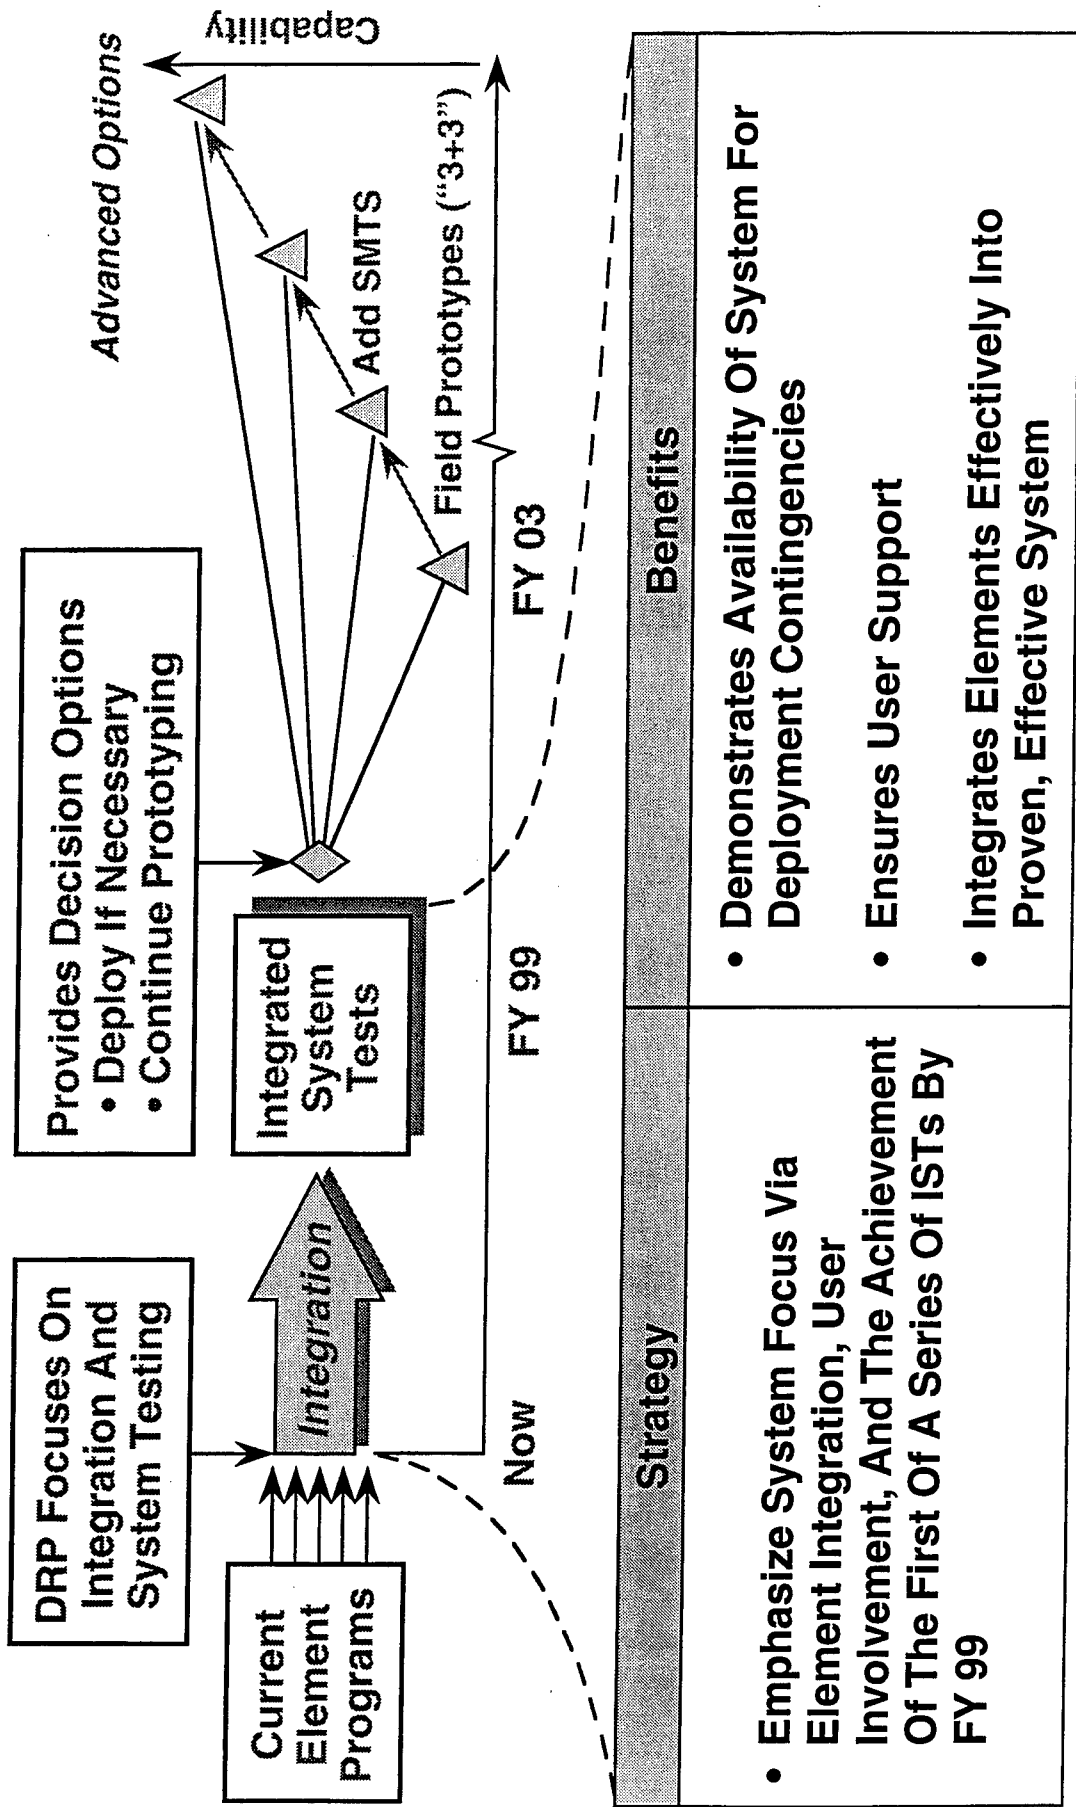 DRP Focuses On
Integration And
System Testing
Provides Decision Options
• Deploy If Necessary
• Continue Prototyping
Current
Element
Programs
Integration
Integrated
System
Tests
Advanced Options
Capability
Add SMTS
Field Prototypes (“3+3”)
Now
FY 99
FY 03
Strategy
• Emphasize System Focus Via
Element Integration, User
Involvement, And The Achievement
Of The First Of A Series Of ISTs By
FY 99
Benefits
• Demonstrates Availability Of System For
Deployment Contingencies
• Ensures User Support
• Integrates Elements Effectively Into
Proven, Effective System